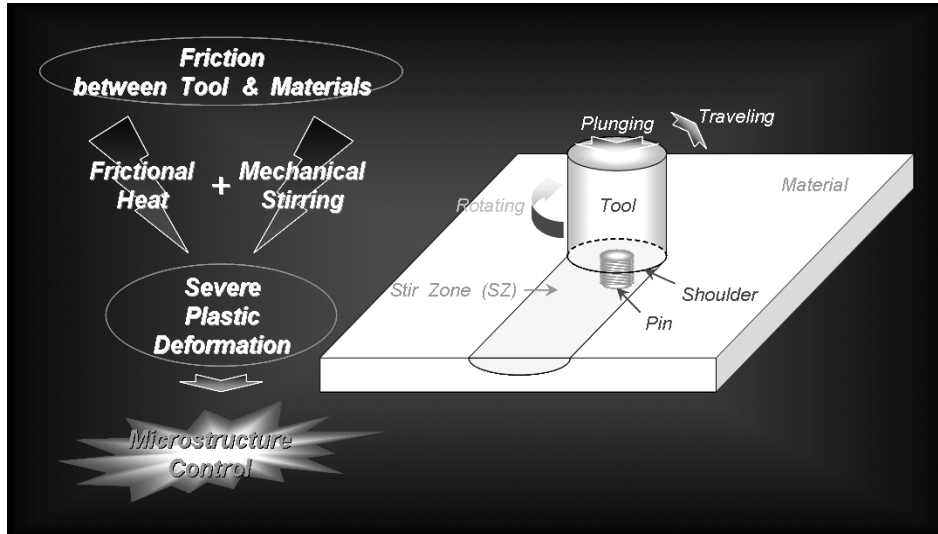 Friction
between Tool & Materials
Frictional
Heat
+
Mechanical
Stirring
Severe
Plastic
Deformation
Microstructure
Control
Plunging
Traveling
Rotating
Tool
Material
Stir Zone (SZ)
Shoulder
Pin